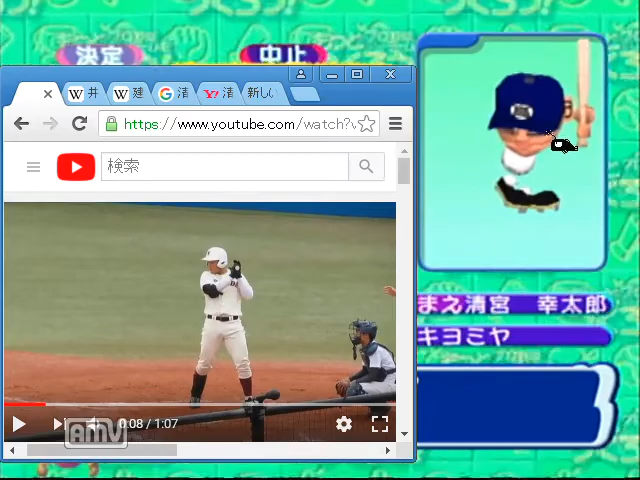 決定
中止
井
建
清
清
新しい
https://www.youtube.com/watch?v
検索
まえ清宮 幸太郎
キヨミヤ
0:08 / 1:07
AMV